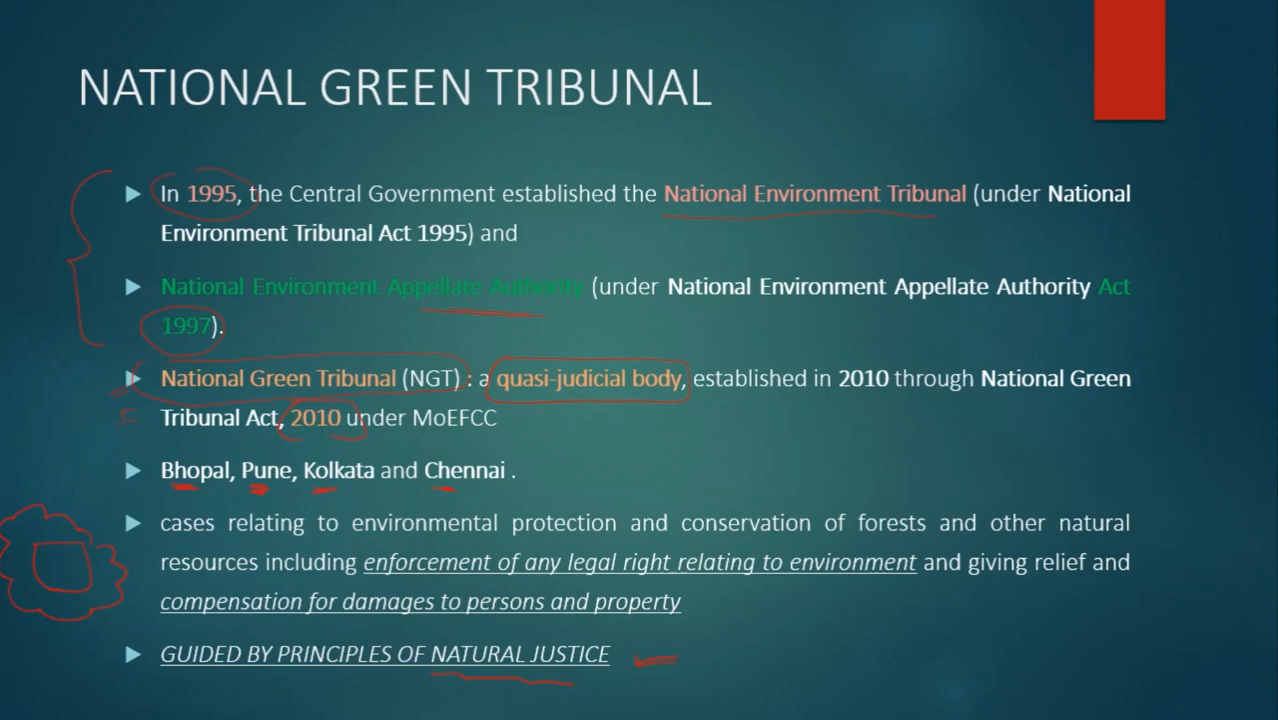 NATIONAL GREEN TRIBUNAL
In 1995, the Central Government established the National Environment Tribunal (under National
Environment Tribunal Act 1995) and
National Environment Appellate Authority (under National Environment Appellate Authority Act
1997).
National Green Tribunal (NGT) : a quasi-judicial body, established in 2010 through National Green
Tribunal Act, 2010 under MoEFCC
Bhopal, Pune, Kolkata and Chennai .
cases relating to environmental protection and conservation of forests and other natural
resources including enforcement of any legal right relating to environment and giving relief and
compensation for damages to persons and property
GUIDED BY PRINCIPLES OF NATURAL JUSTICE